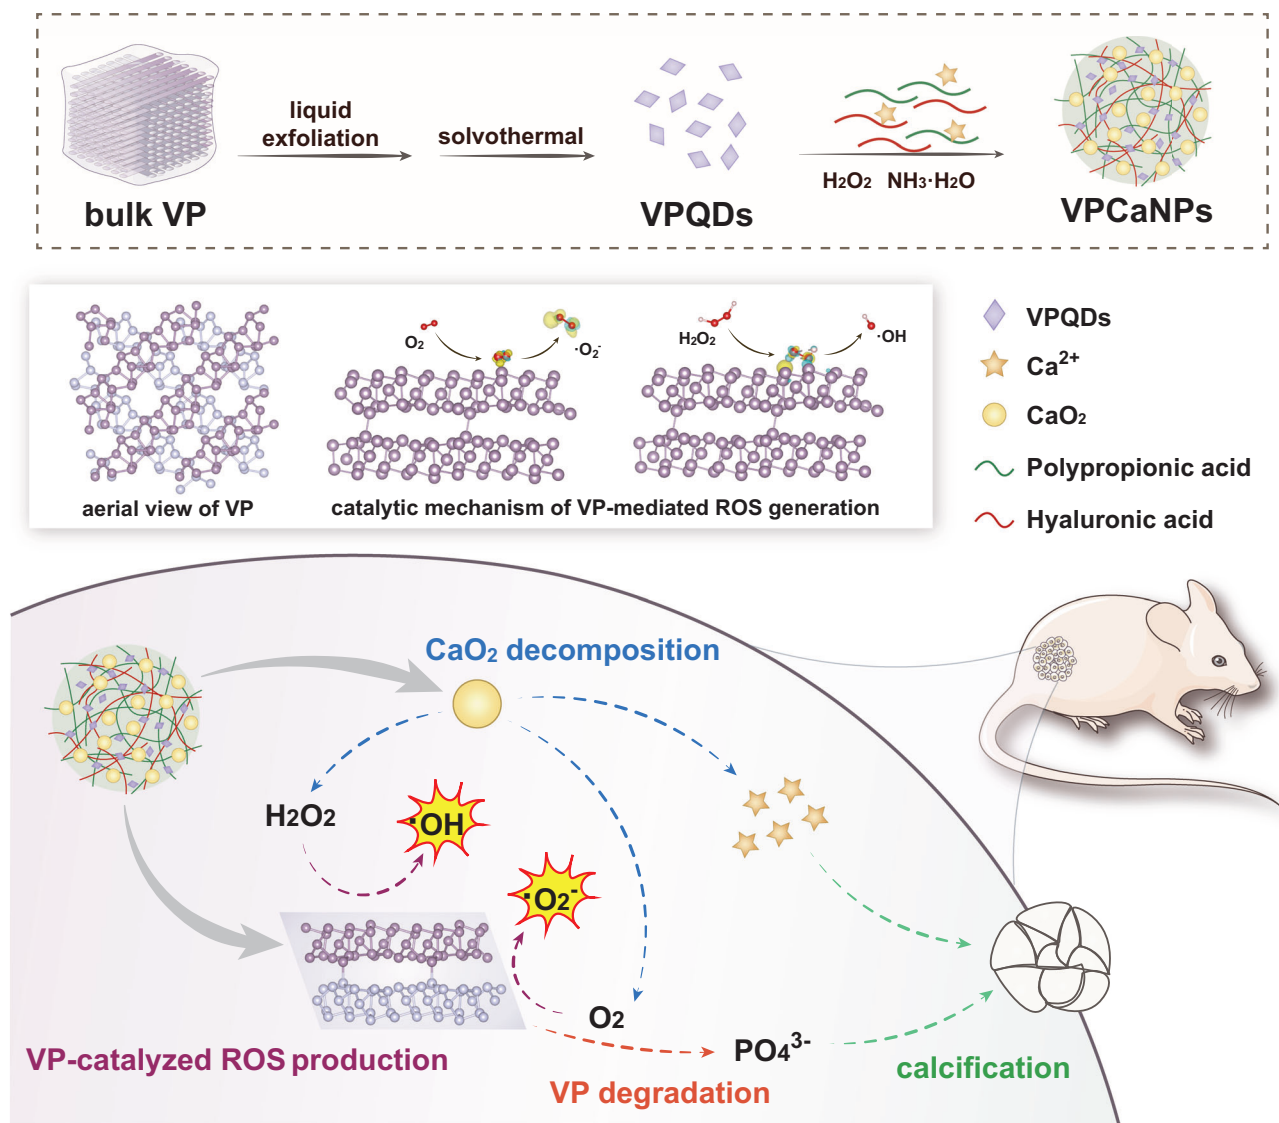 liquid
exfoliation
solvothermal
H2O2 NH3·H2O
bulk VP
VPQDs
VPCaNPs
O2
·O2-
H2O2
·OH
aerial view of VP
catalytic mechanism of VP-mediated ROS generation
VPQDs
Ca2+
CaO2
Polypropionic acid
Hyaluronic acid
CaO2 decomposition
H2O2
·OH
·O2-
O2
PO43-
VP-catalyzed ROS production
VP degradation
calcification